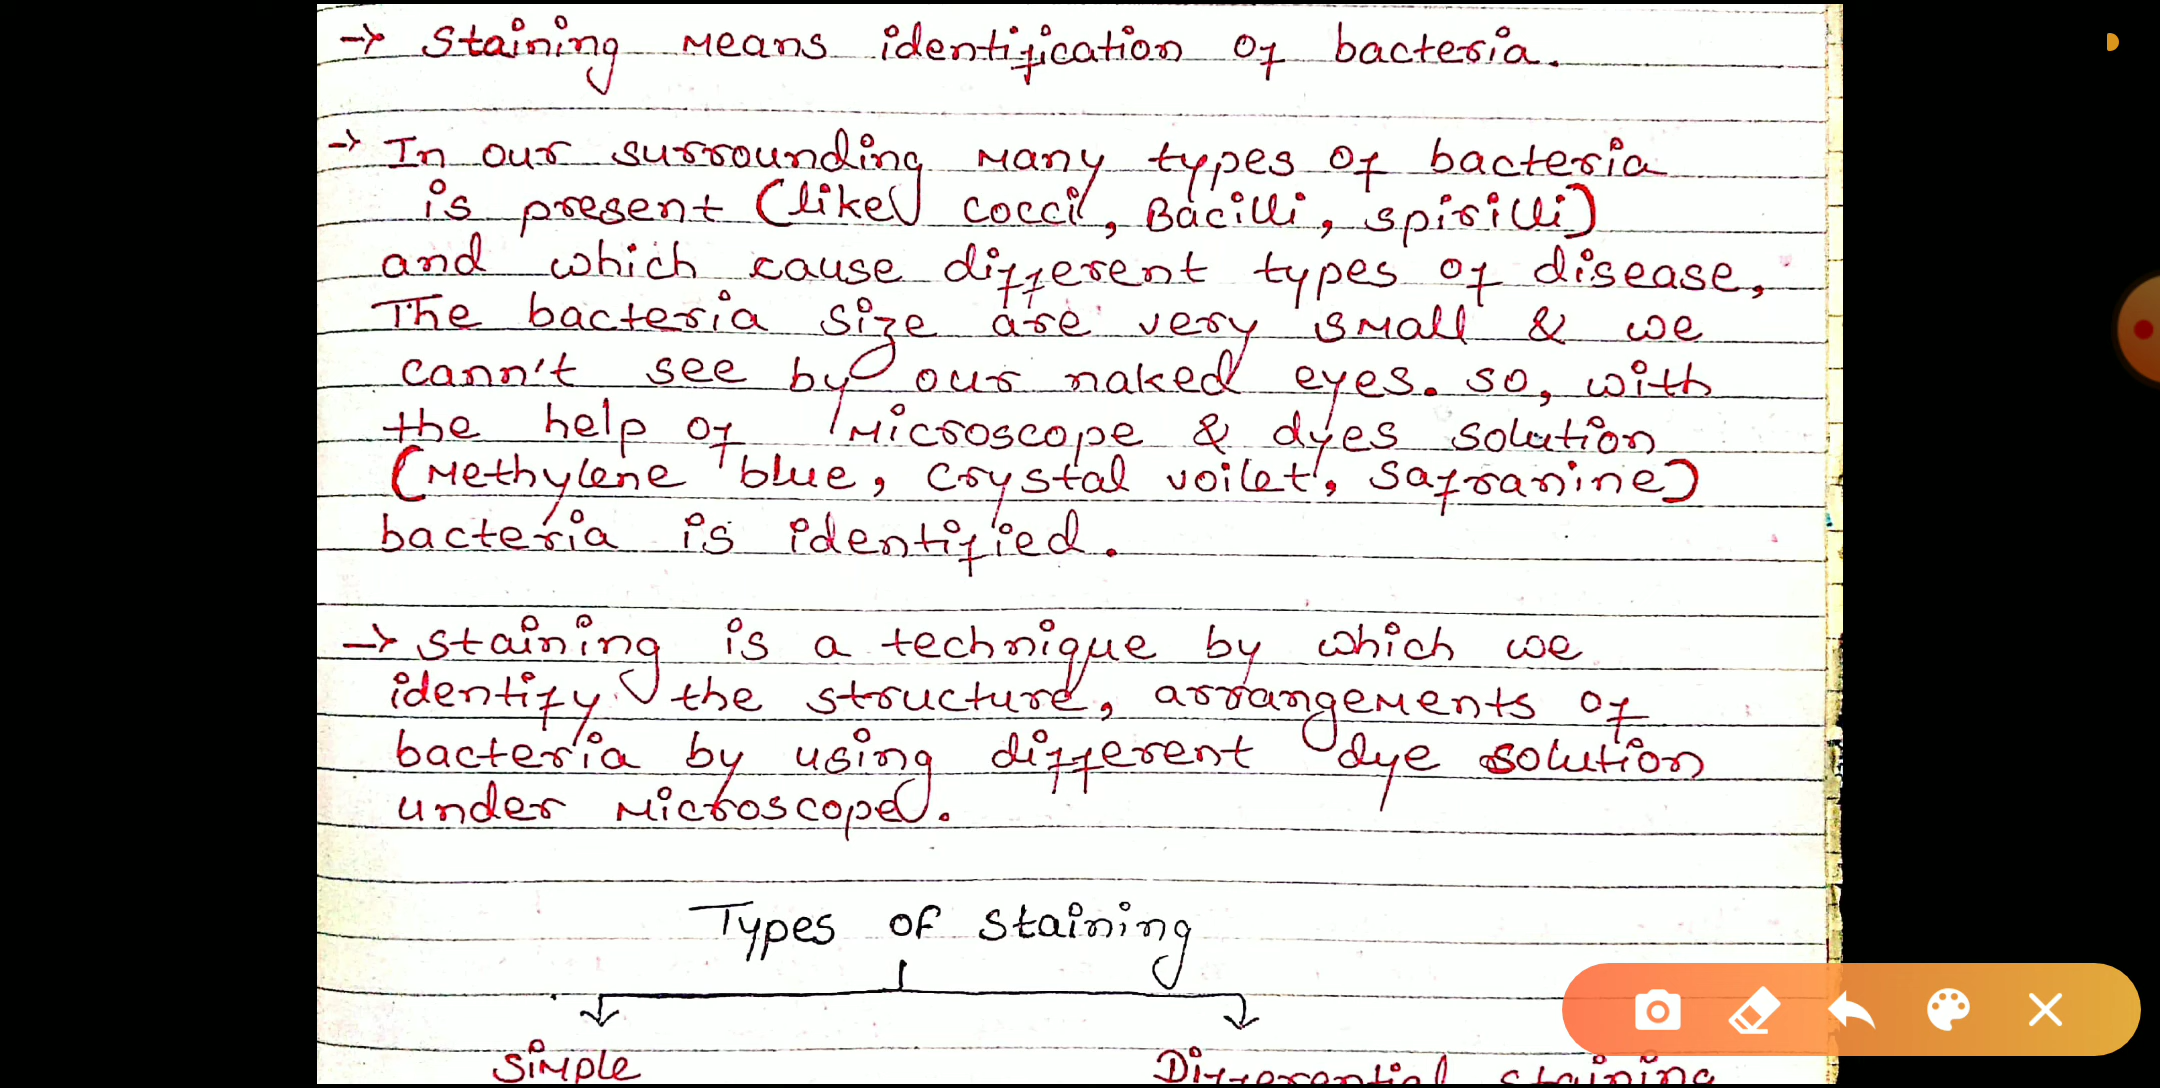 → Staining means identification of bacteria.
→ In our surrounding many types of bacteria
is present (like cocci, Bacilli, spirilli)
and which cause different types of disease,
The bacteria size are very small & we
cann't see by our naked eyes. so, with
the help of Microscope & dyes solution
(Methylene blue, crystal voilet, safranine)
bacteria is identified.
→ staining is a technique by which we
identify the structure, arrangements of
bacteria by using different dye solution
under Microscope.
Types of staining
Simple
Differential staining